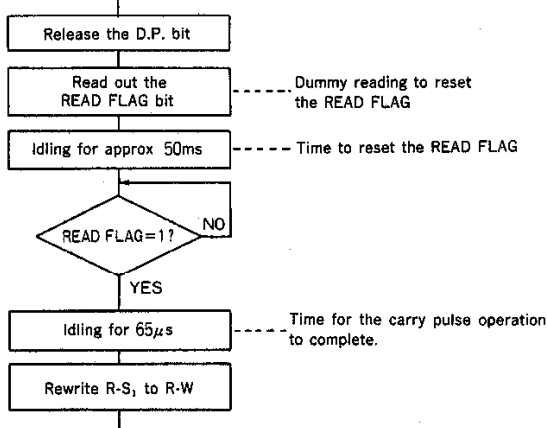 Release the D.P. bit
Read out the
READ FLAG bit
Dummy reading to reset
the READ FLAG
Idling for approx 50ms
Time to reset the READ FLAG
READ FLAG=1?
NO
YES
Idling for 65μs
Time for the carry pulse operation
to complete.
Rewrite R-S₁ to R-W